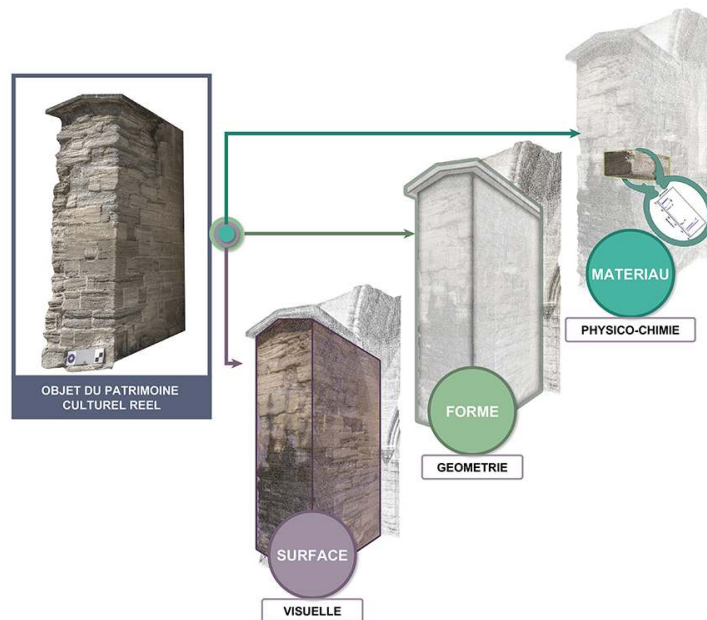 MATERIAU
PHYSICO-CHIMIE
OBJET DU PATRIMOINE
CULTUREL REEL
FORME
GEOMETRIE
SURFACE
VISUELLE